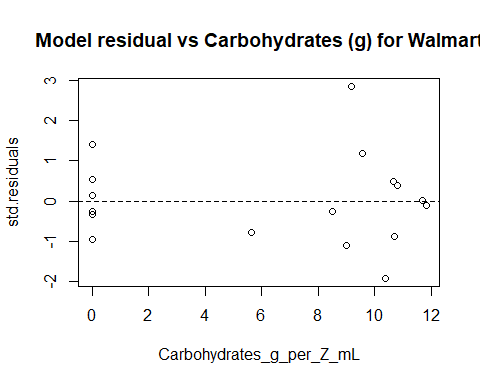 Model residual vs Carbohydrates (g) for Walmart
std.residuals
3
2
1
0
-1
-2
0 2 4 6 8 10 12
Carbohydrates_g_per_Z_mL